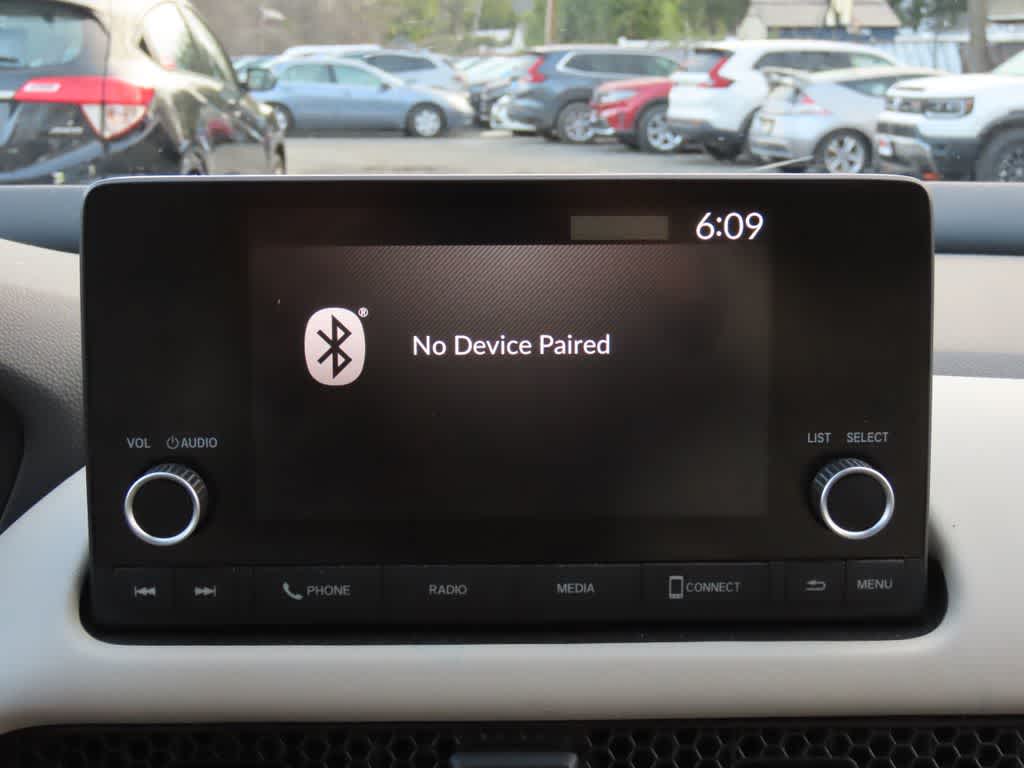 6:09
®
No Device Paired
VOL AUDIO
LIST SELECT
PHONE RADIO MEDIA CONNECT MENU